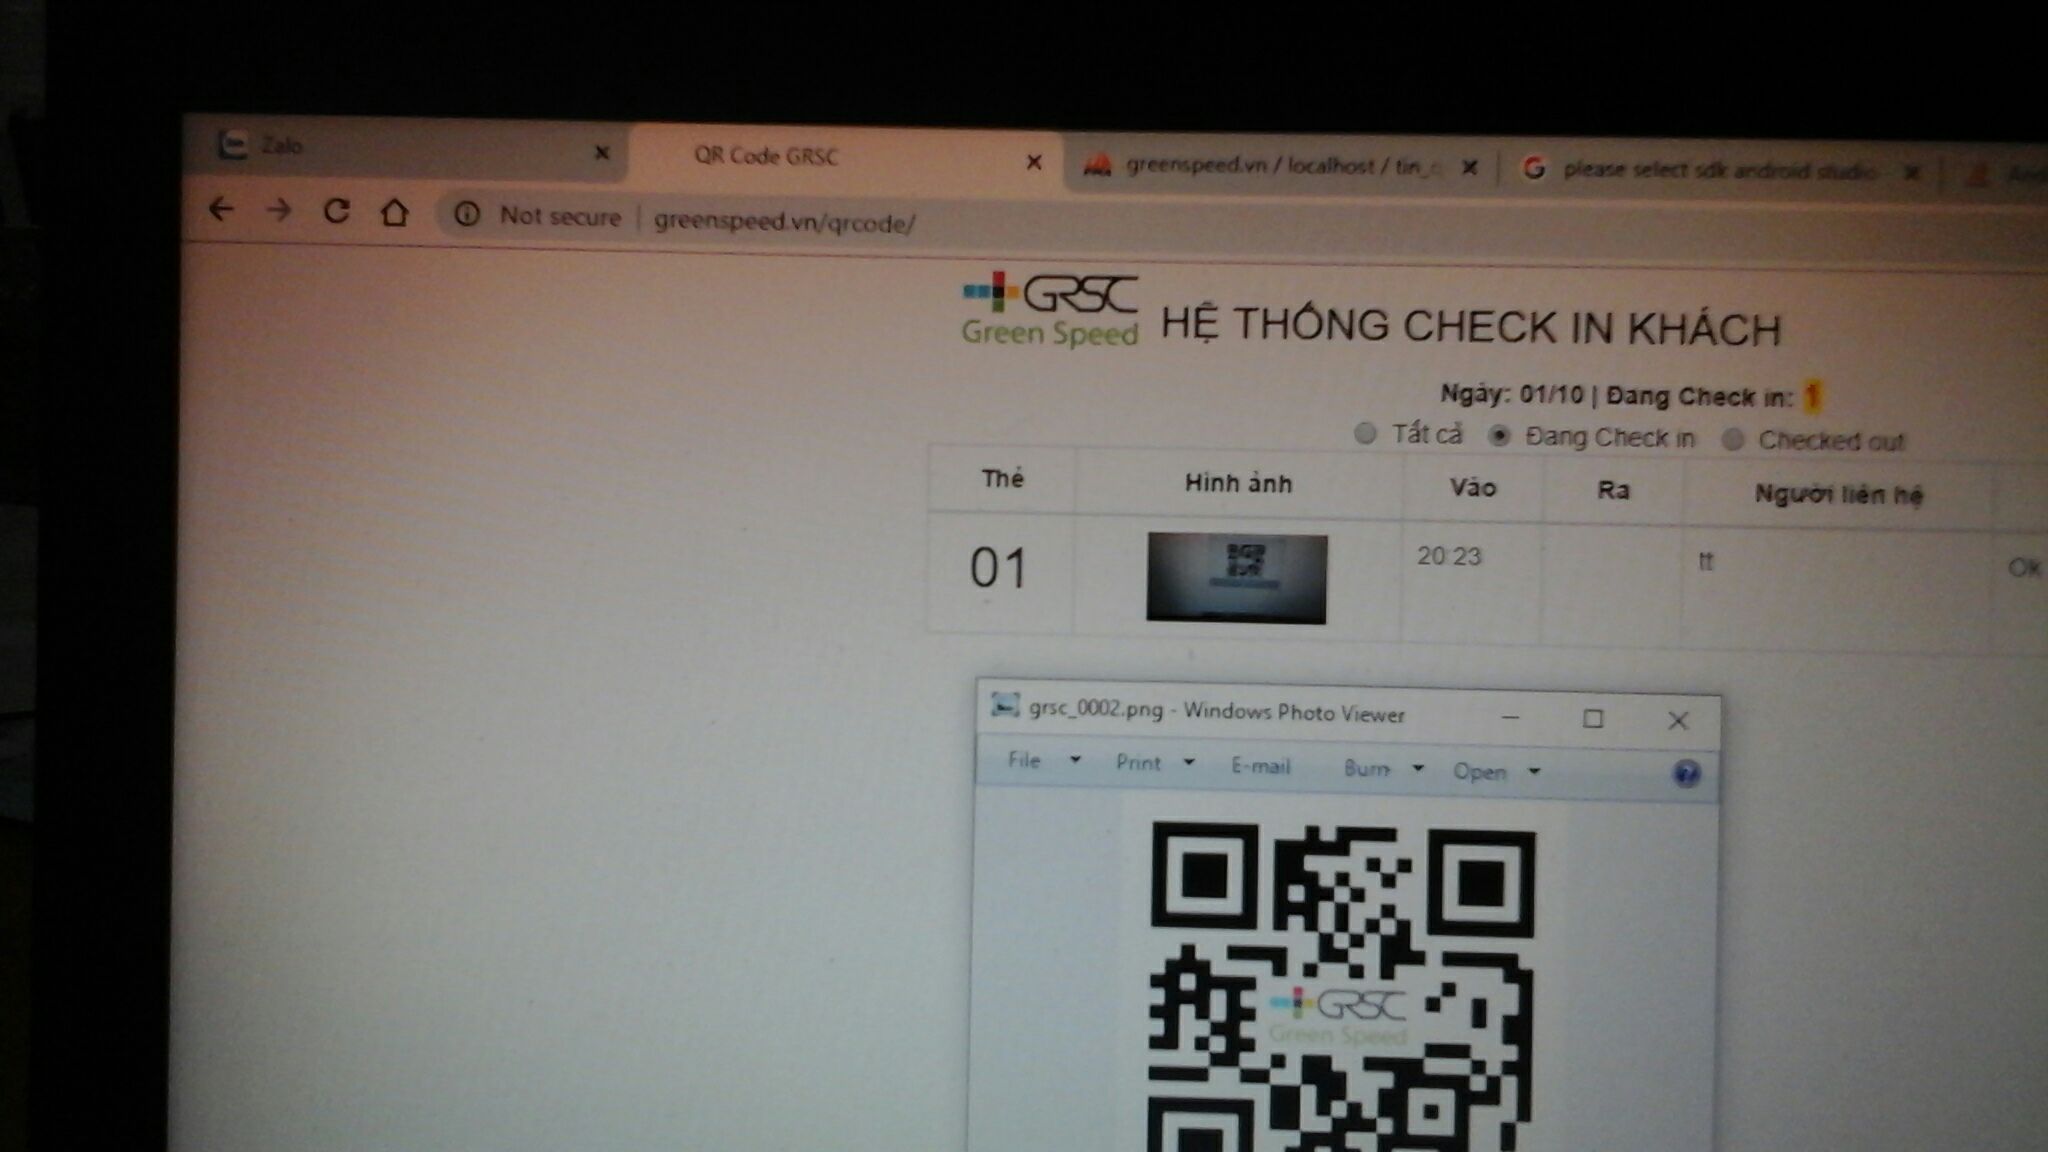 Zalo
QR Code GRSC
greenspeed.vn / localhost / tin_
please select sdk android studio
Not secure | greenspeed.vn/qrcode/
GRSC
Green Speed
HỆ THỐNG CHECK IN KHÁCH
Ngày: 01/10 | Đang Check in: 1
Tất cả Đang Check in Checked out
Thẻ Hình ảnh Vào Ra Người liên hệ
01 20:23 tt Ok
grsc_0002.png - Windows Photo Viewer
File Print E-mail Burn Open
GRSC
Green Speed